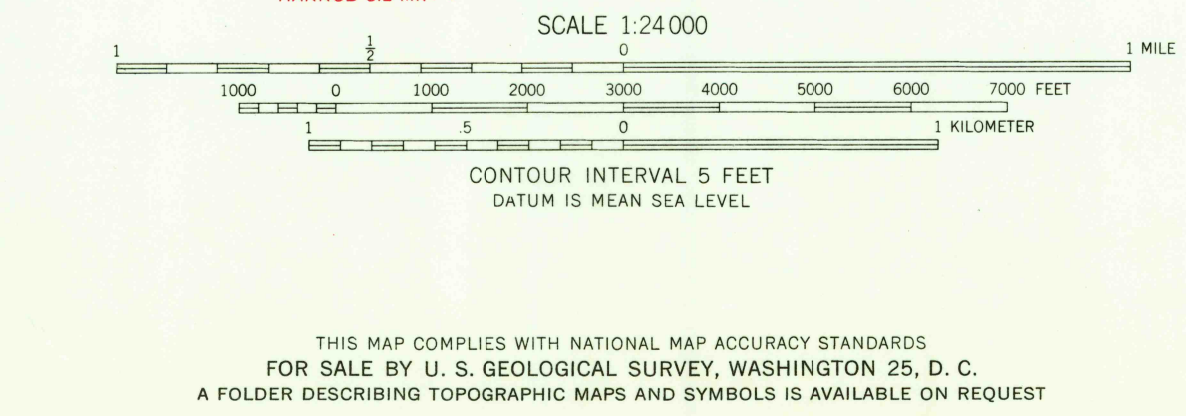 SCALE 1:24000
1 ½ 0 1 MILE
1000 0 1000 2000 3000 4000 5000 6000 7000 FEET
1 .5 0 1 KILOMETER
CONTOUR INTERVAL 5 FEET
DATUM IS MEAN SEA LEVEL
THIS MAP COMPLIES WITH NATIONAL MAP ACCURACY STANDARDS
FOR SALE BY U. S. GEOLOGICAL SURVEY, WASHINGTON 25, D. C.
A FOLDER DESCRIBING TOPOGRAPHIC MAPS AND SYMBOLS IS AVAILABLE ON REQUEST